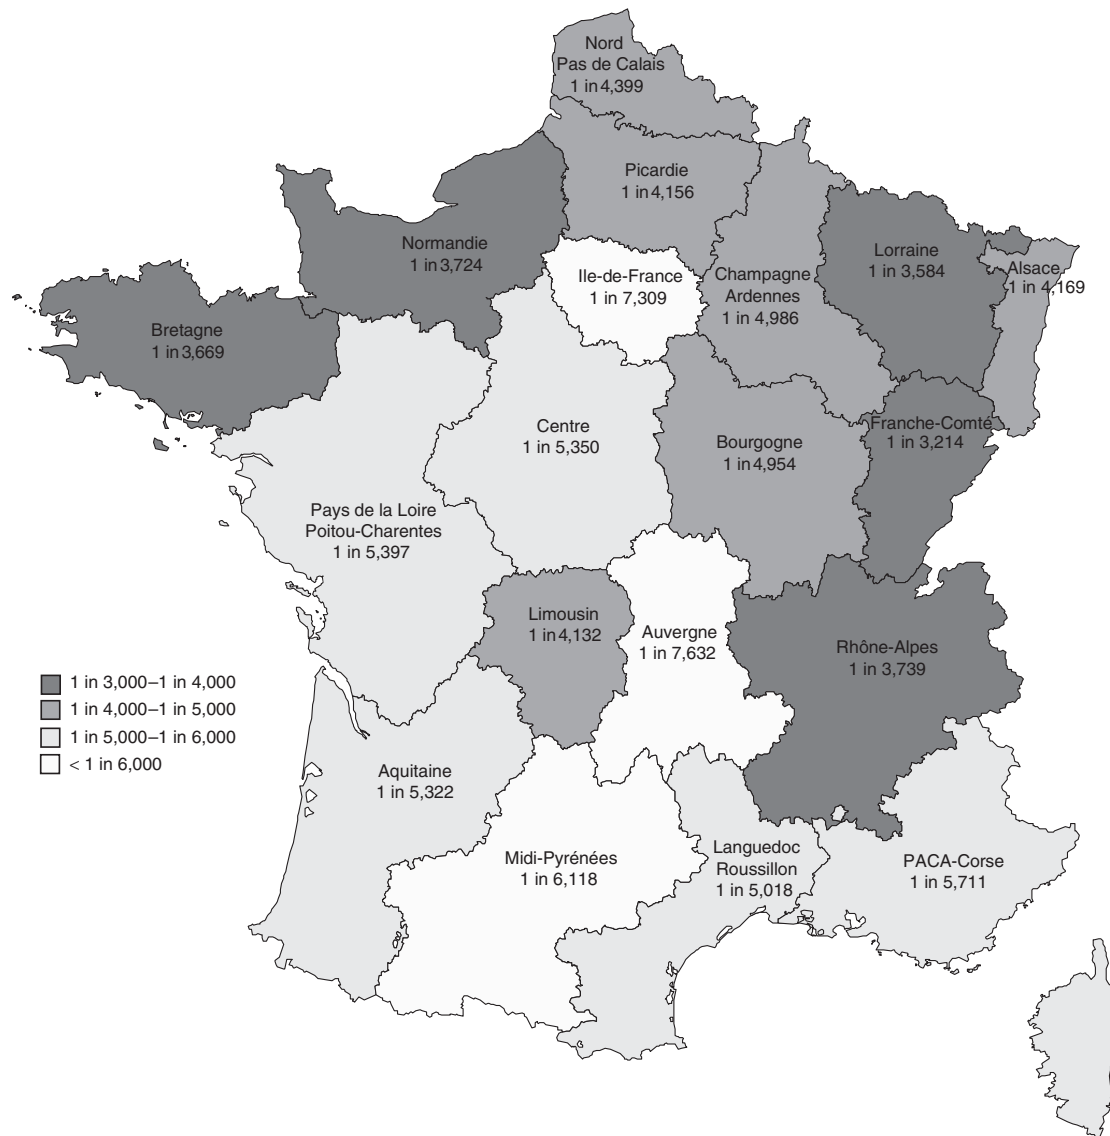 Nord
Pas de Calais
1 in 4,399
Picardie
1 in 4,156
Normandie
1 in 3,724
Ile-de-France
1 in 7,309
Champagne
Ardennes
1 in 4,986
Lorraine
1 in 3,584
Alsace
1 in 4,169
Bretagne
1 in 3,669
Centre
1 in 5,350
Bourgogne
1 in 4,954
Franche-Comté
1 in 3,214
Pays de la Loire
Poitou-Charentes
1 in 5,397
Limousin
1 in 4,132
Auvergne
1 in 7,632
Rhône-Alpes
1 in 3,739
1 in 3,000–1 in 4,000
1 in 4,000–1 in 5,000
1 in 5,000–1 in 6,000
< 1 in 6,000
Aquitaine
1 in 5,322
Midi-Pyrénées
1 in 6,118
Languedoc
Roussillon
1 in 5,018
PACA-Corse
1 in 5,711